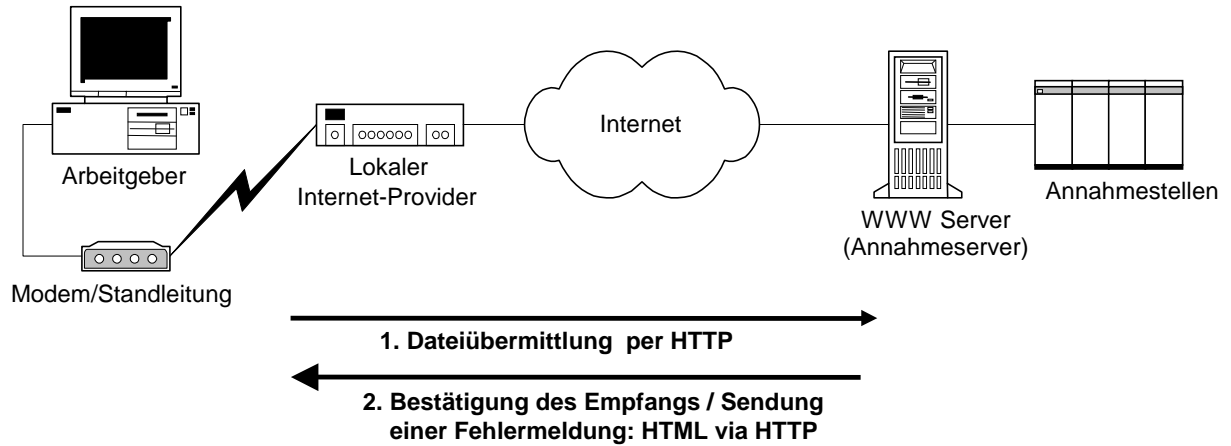 Internet
Arbeitgeber
Lokaler
Internet-Provider
Annahmestellen
WWW Server
(Annahmeserver)
Modem/Standleitung
1. Dateiübermittlung per HTTP
2. Bestätigung des Empfangs / Sendung
einer Fehlermeldung: HTML via HTTP